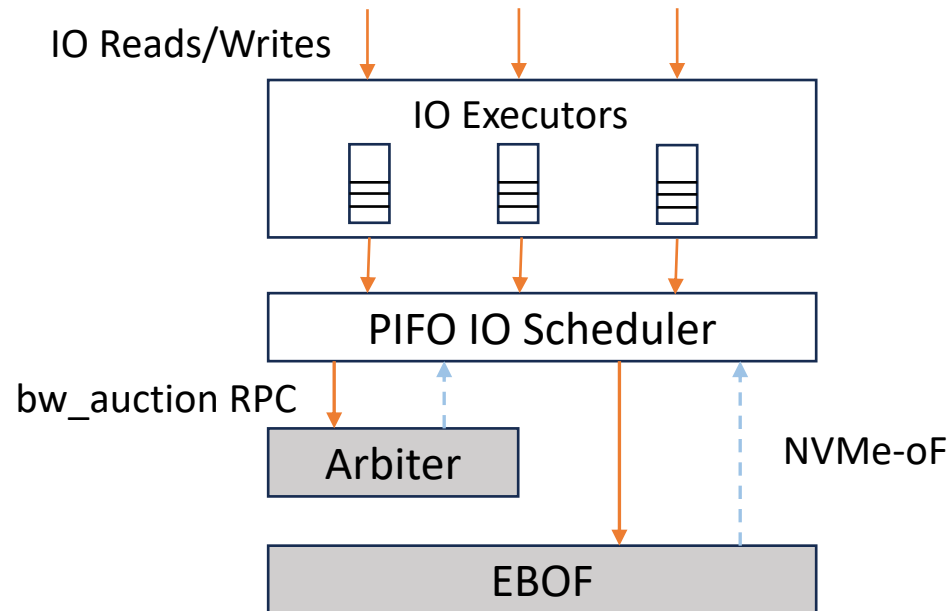 IO Reads/Writes
IO Executors
PIFO IO Scheduler
bw_auction RPC
Arbiter
NVMe-oF
EBOF